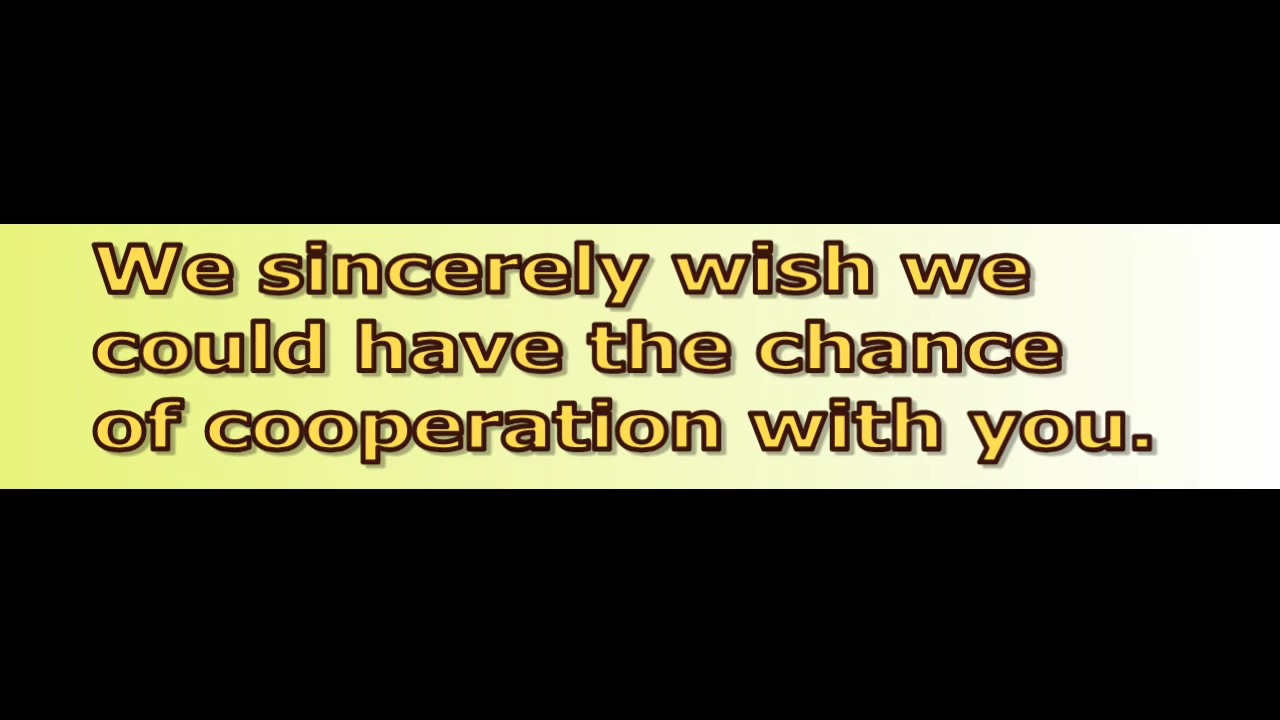 We sincerely wish we
could have the chance
of cooperation with you.